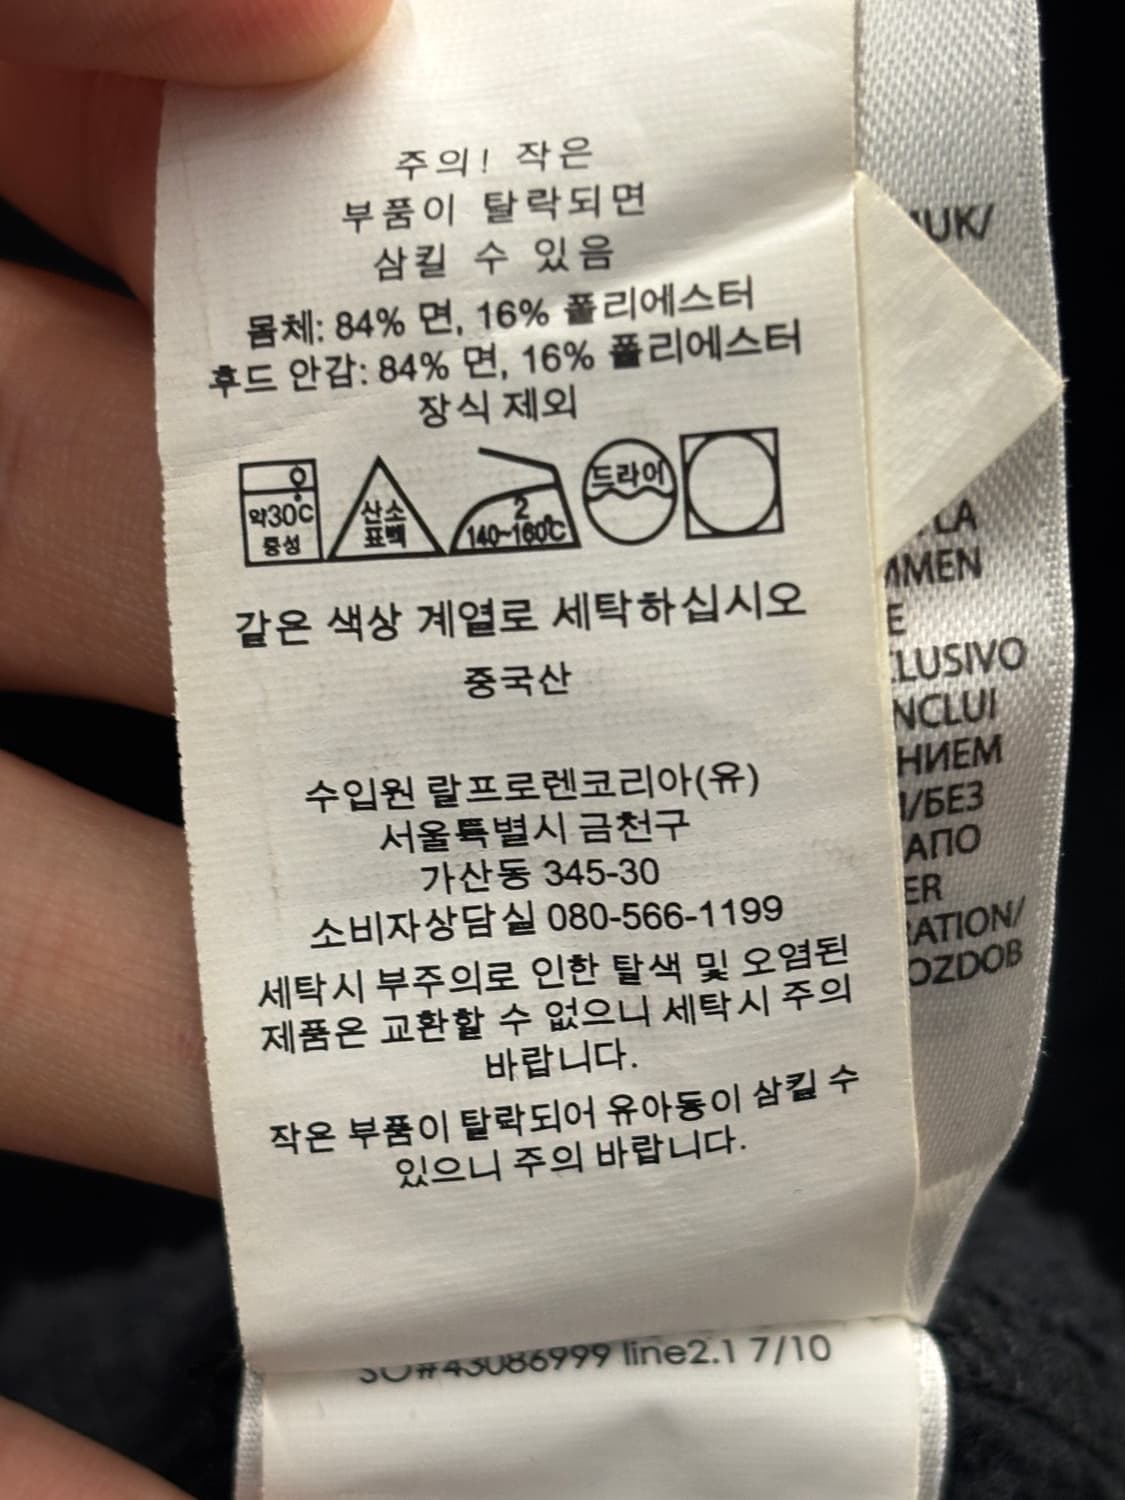 주의! 작은
부품이 탈락되면
삼킬 수 있음
몸체: 84% 면, 16% 폴리에스터
후드 안감: 84% 면, 16% 폴리에스터
장식 제외
약30°C
중성
산소
표백
2
140~160°C
드라이
같은 색상 계열로 세탁하십시오
중국산
수입원 랄프로렌코리아(유)
서울특별시 금천구
가산동 345-30
소비자상담실 080-566-1199
세탁시 부주의로 인한 탈색 및 오염된
제품은 교환할 수 없으니 세탁시 주의
바랍니다.
작은 부품이 탈락되어 유아동이 삼킬 수
있으니 주의 바랍니다.
SO#43086999 line2.1 7/10
UK/
LA
MMEN
E
CLUSIVO
NCLUI
НИЕМ
/БЕЗ
АПО
ER
RATION/
OZDOB